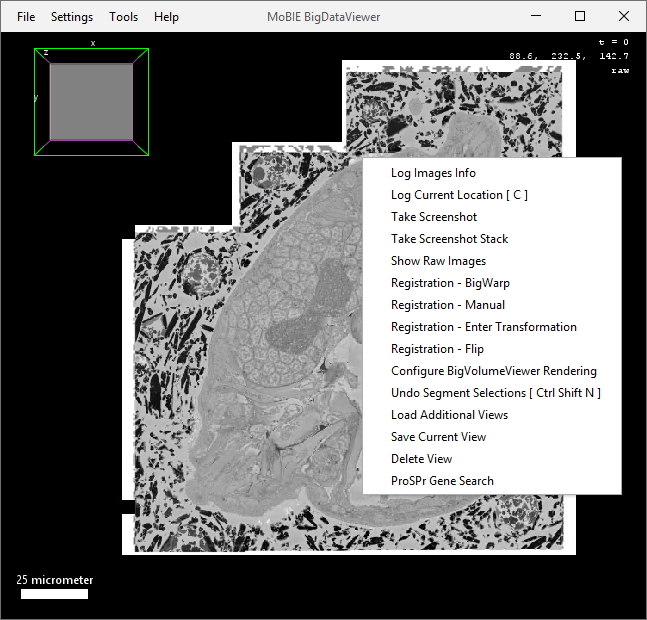 File Settings Tools Help MoBIE BigDataViewer
t = 0
x
z
88.6, 232.5, 142.7
raw
y
Log Images Info
Log Current Location [ C ]
Take Screenshot
Take Screenshot Stack
Show Raw Images
Registration - BigWarp
Registration - Manual
Registration - Enter Transformation
Registration - Flip
Configure BigVolumeViewer Rendering
Undo Segment Selections [ Ctrl Shift N ]
Load Additional Views
Save Current View
Delete View
ProSPr Gene Search
25 micrometer